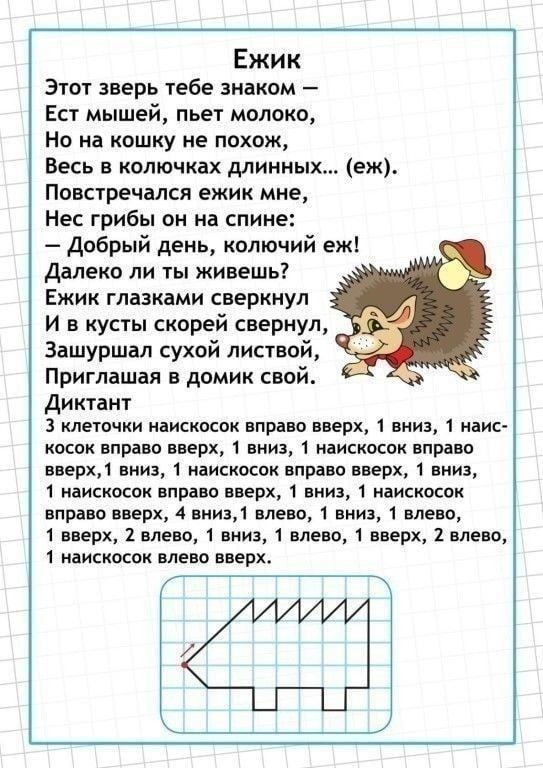 Ежик
Этот зверь тебе знаком –
Ест мышей, пьет молоко,
Но на кошку не похож,
Весь в колючках длинных... (еж).
Повстречался ежик мне,
Нес грибы он на спине:
– Добрый день, колючий еж!
Далеко ли ты живешь?
Ежик глазками сверкнул
И в кусты скорей свернул,
Зашуршал сухой листвой,
Приглашая в домик свой.
Диктант
3 клеточки наискосок вправо вверх, 1 вниз, 1 наис-
косок вправо вверх, 1 вниз, 1 наискосок вправо
вверх,1 вниз, 1 наискосок вправо вверх, 1 вниз,
1 наискосок вправо вверх, 1 вниз, 1 наискосок
вправо вверх, 4 вниз,1 влево, 1 вниз, 1 влево,
1 вверх, 2 влево, 1 вниз, 1 влево, 1 вверх, 2 влево,
1 наискосок влево вверх.